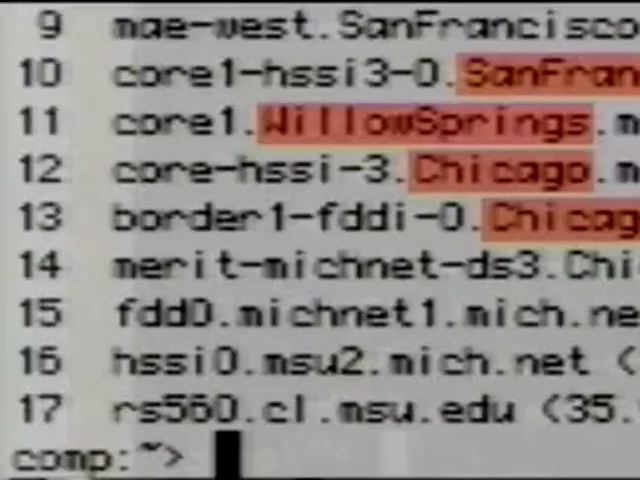 9 mae-west.SanFrancisco
10 core1-hssi3-0.SanFran
11 core1.WillowSprings.m
12 core-hssi-3.Chicago.m
13 border1-fddi-0.Chicag
14 merit-michnet-ds3.Chi
15 fdd0.michnet1.mich.ne
16 hssi0.msu2.mich.net (
17 rs560.cl.msu.edu (35.
comp:~>